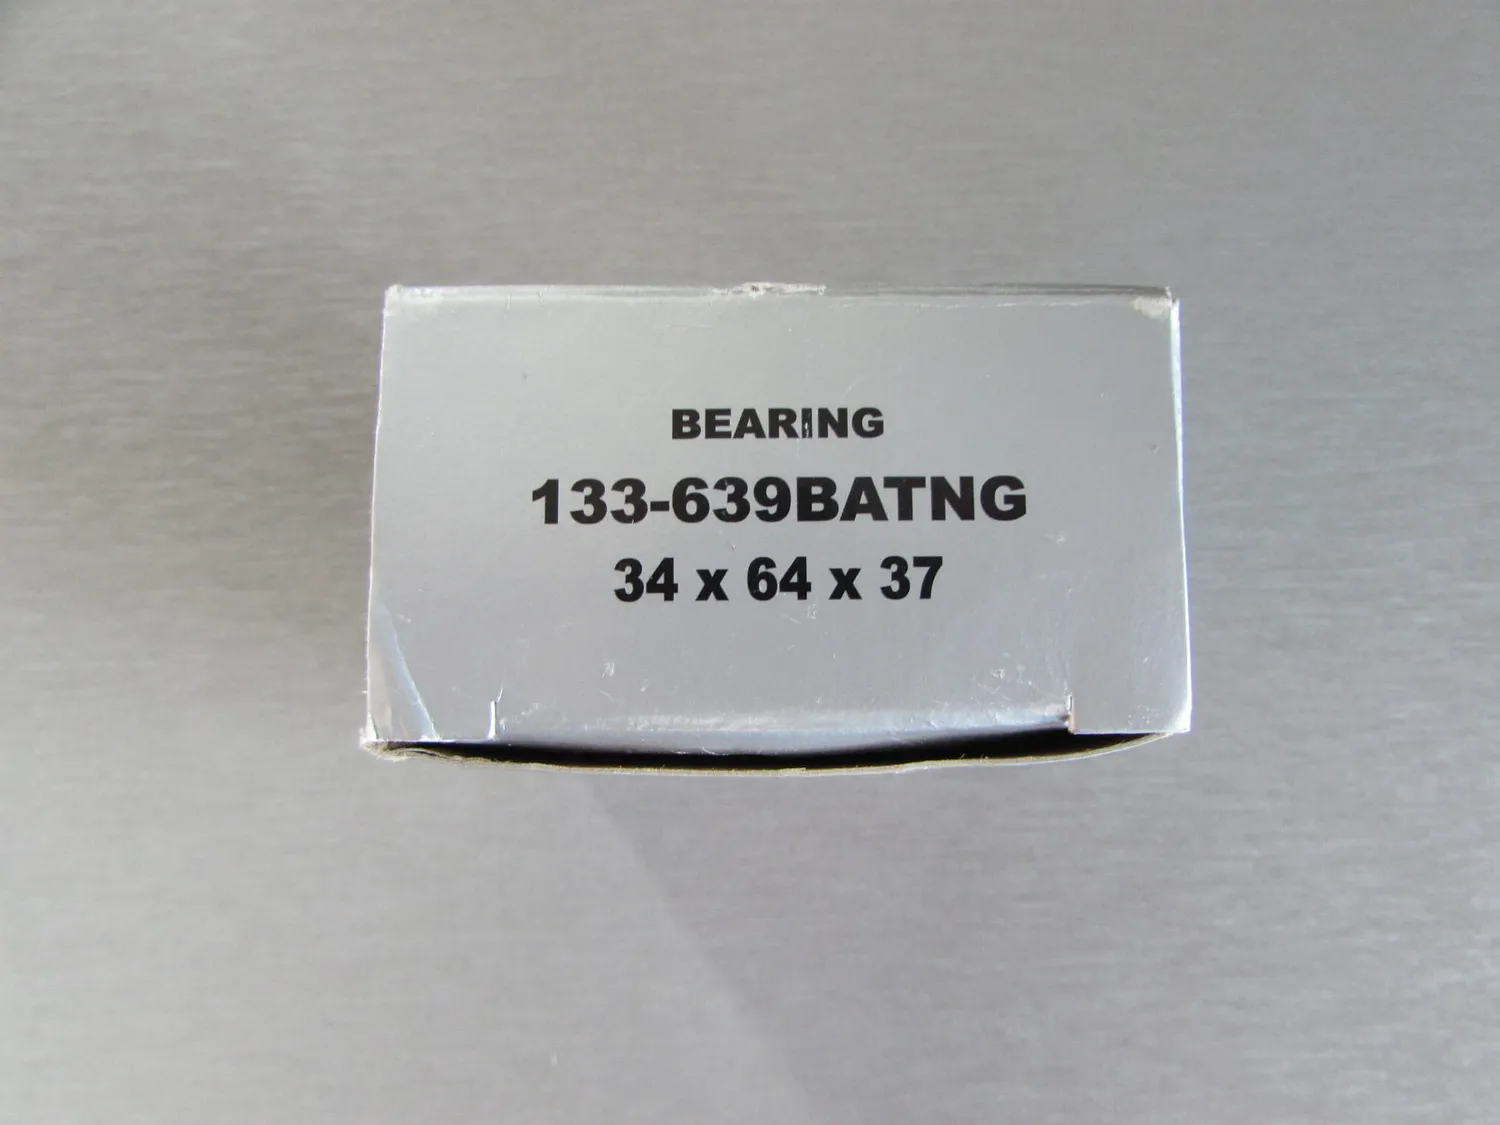 BEARING
133-639BATNG
34 x 64 x 37